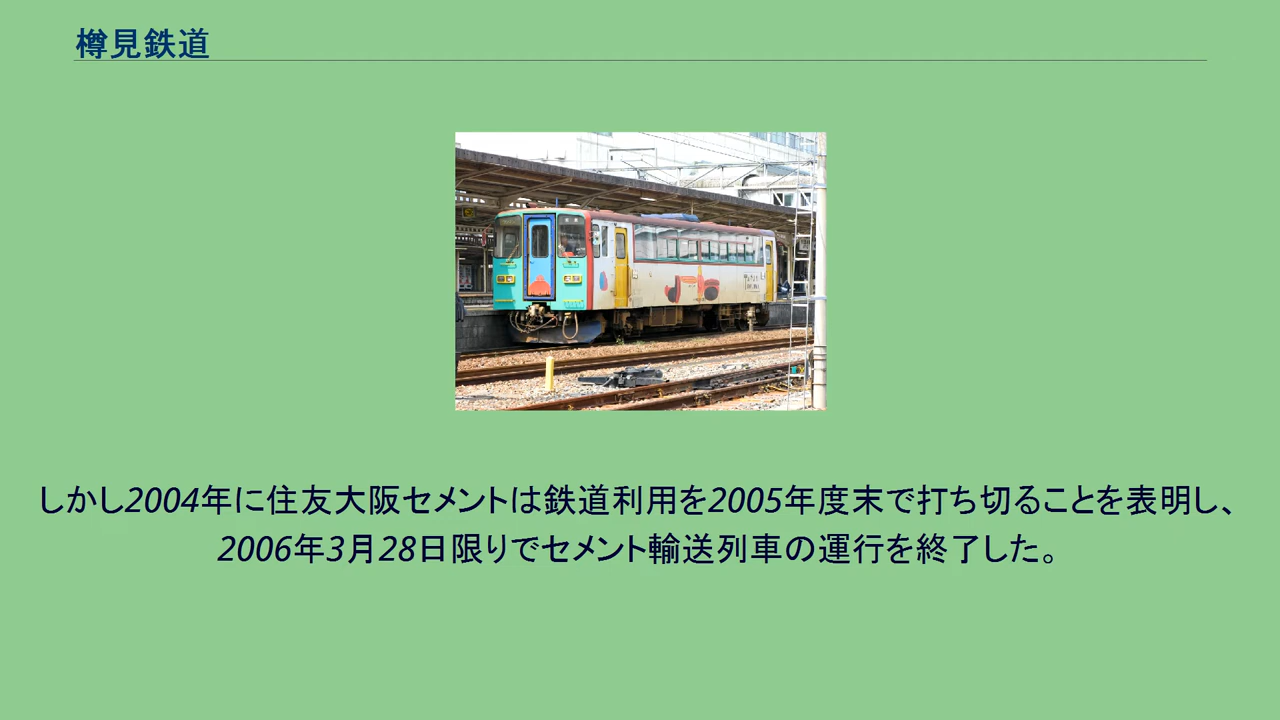 樽見鉄道
しかし2004年に住友大阪セメントは鉄道利用を2005年度末で打ち切ることを表明し、
2006年3月28日限りでセメント輸送列車の運行を終了した。